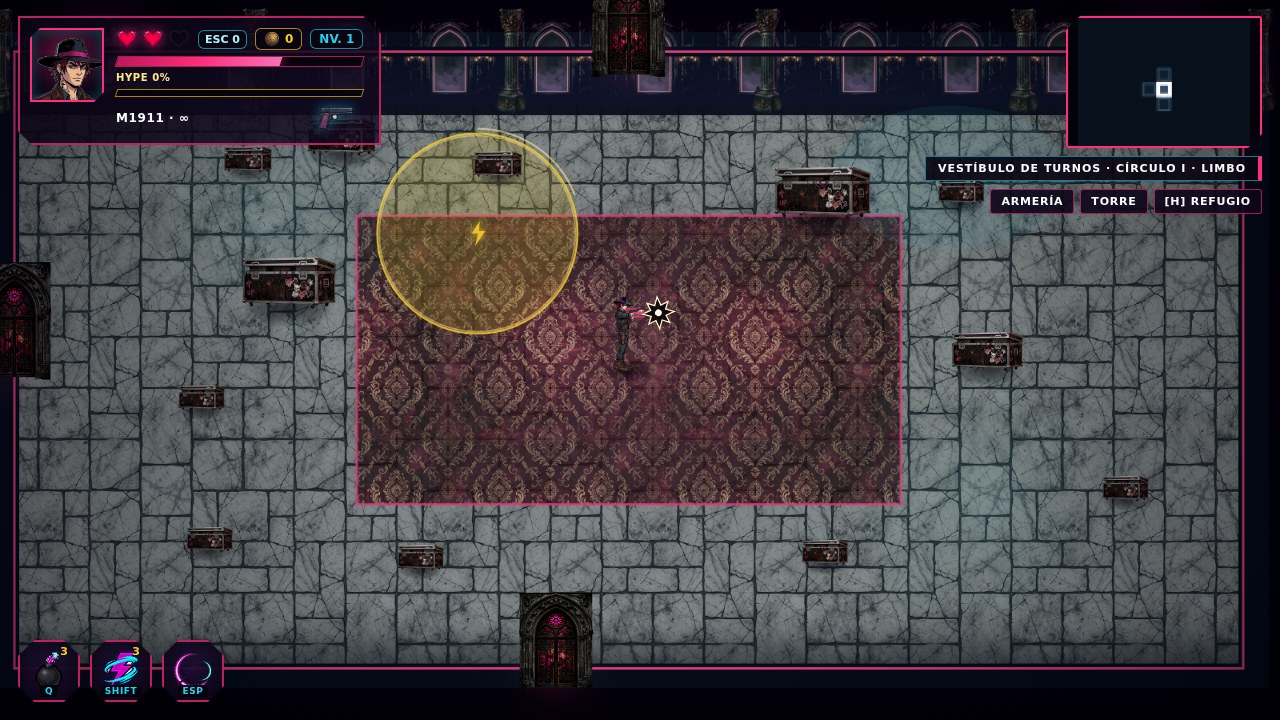 ESC 0
0
NV. 1
HYPE 0%
M1911 · ∞
VESTÍBULO DE TURNOS · CÍRCULO I · LIMBO
ARMERÍA
TORRE
[H] REFUGIO
3
Q
3
SHIFT
ESP